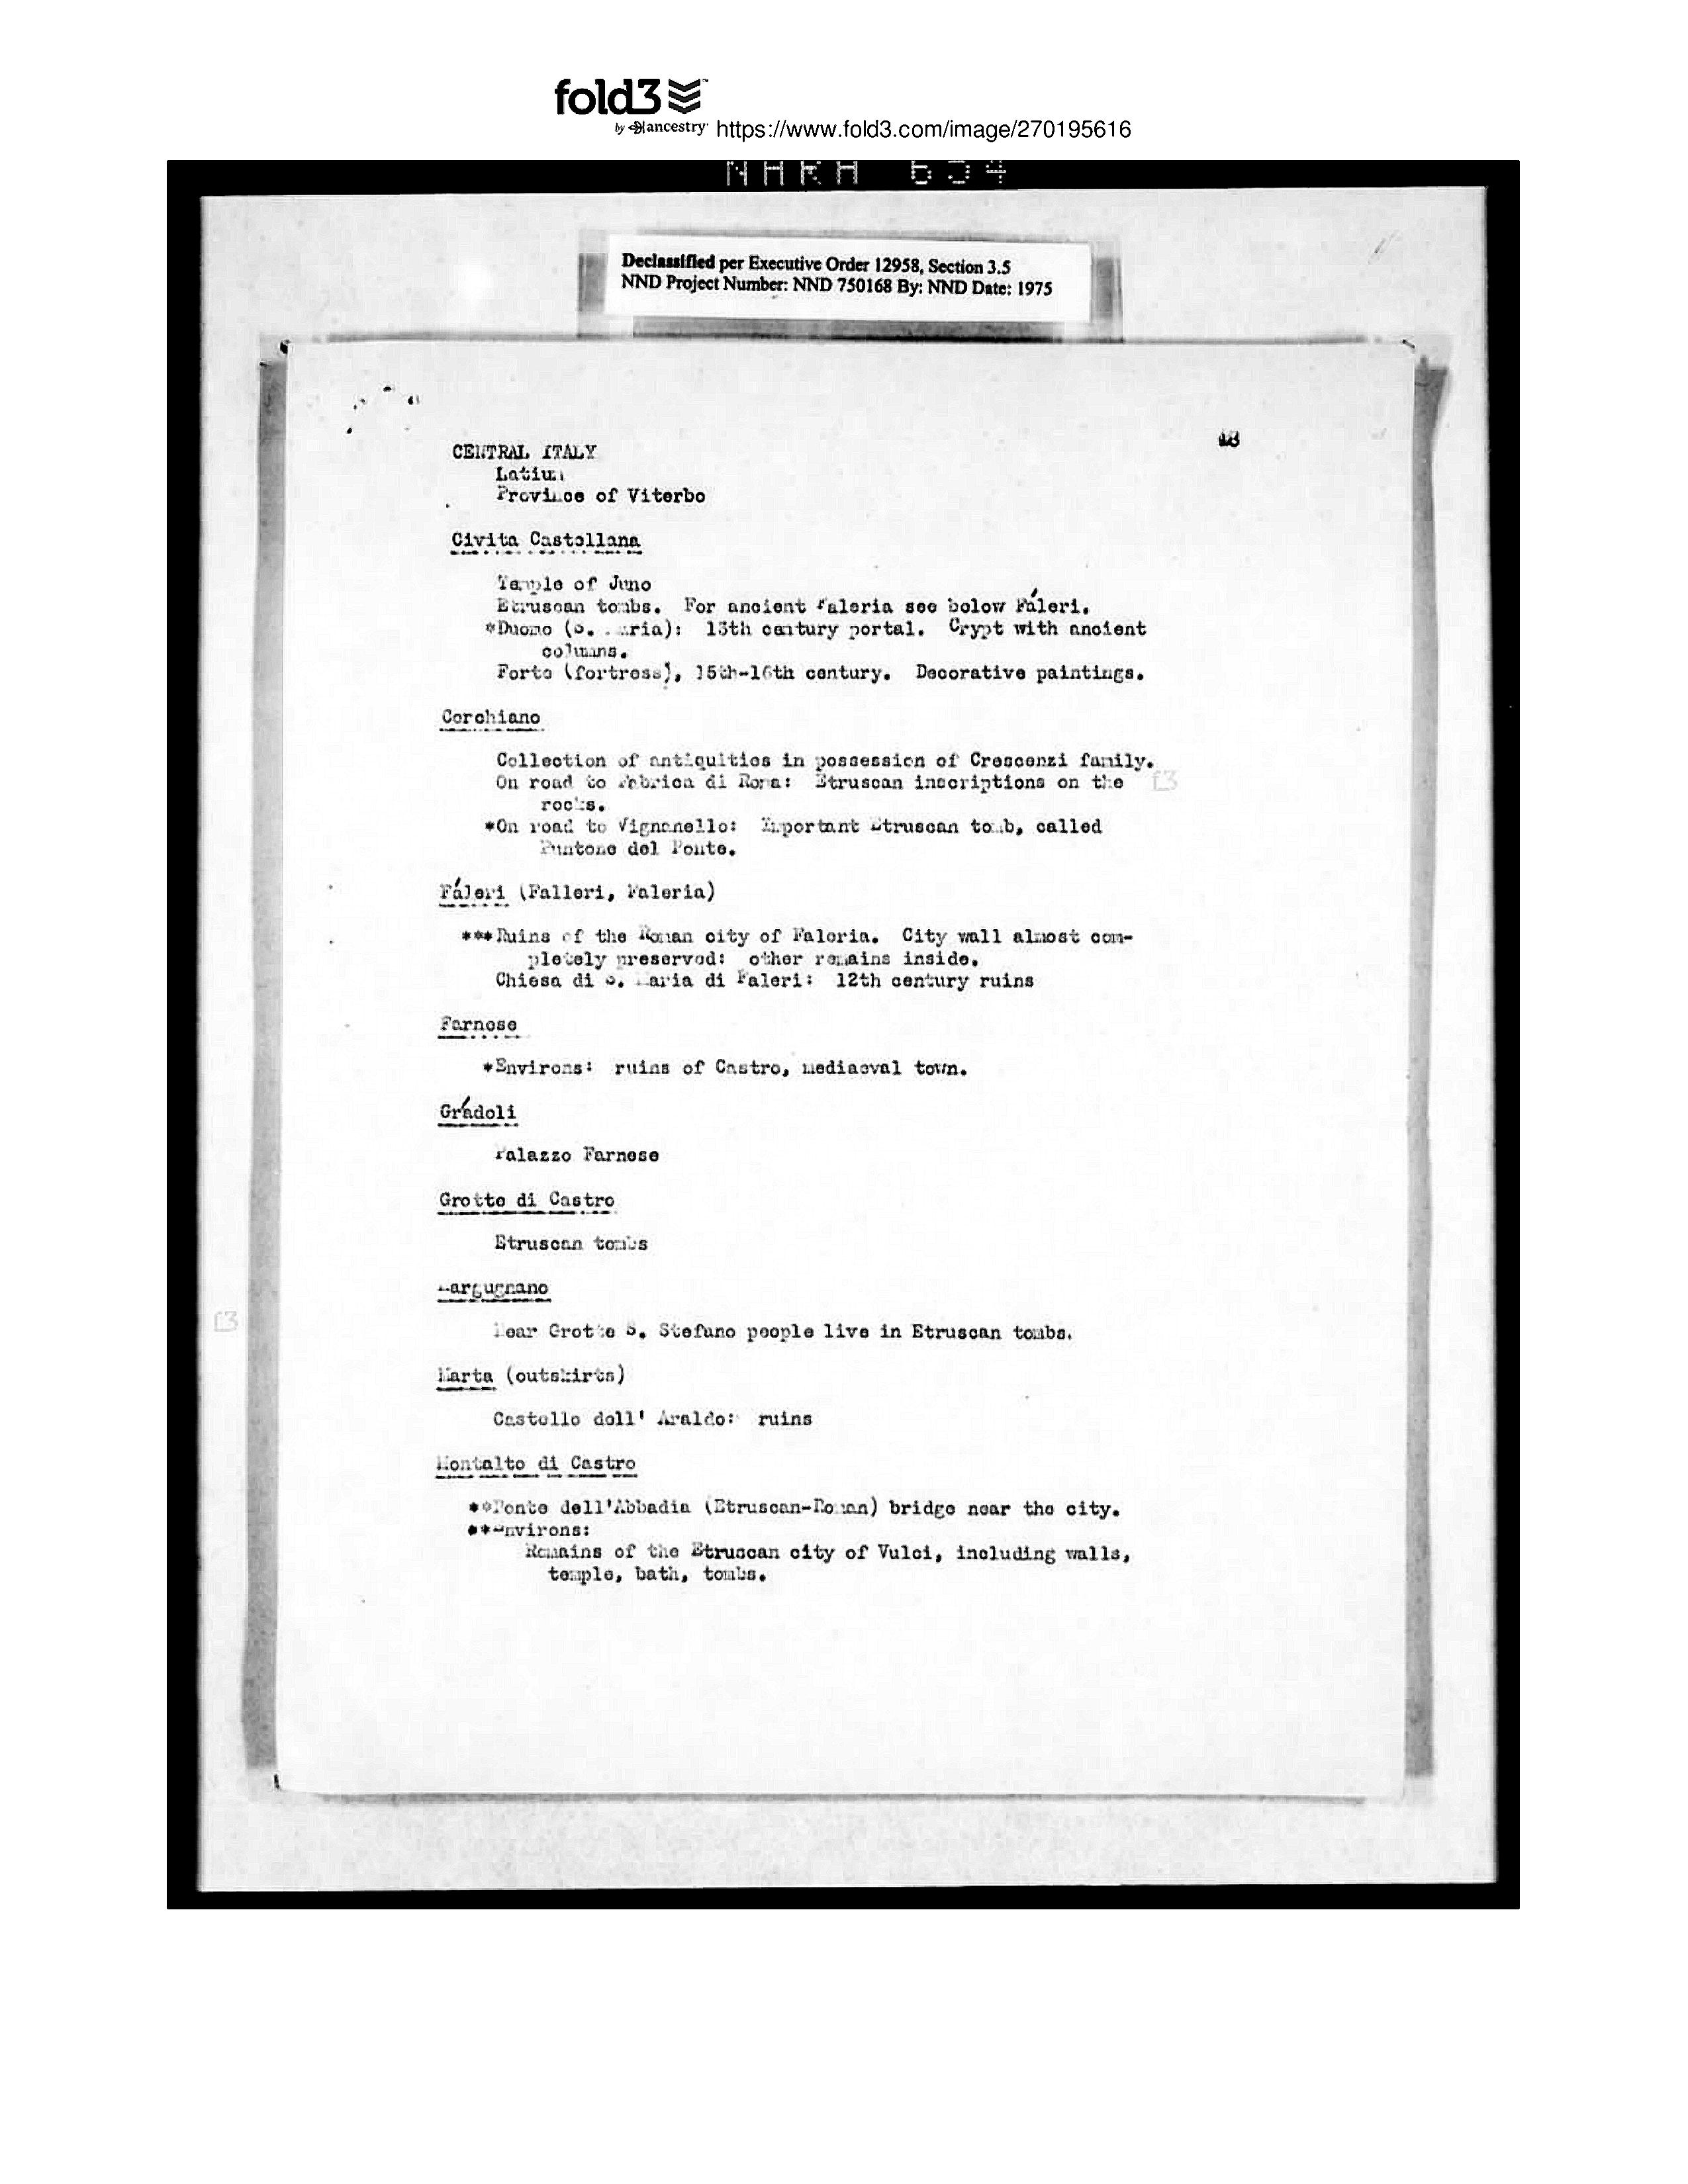 fold3
by ancestry https://www.fold3.com/image/270195616
NARA 654
Declassified per Executive Order 12958, Section 3.5
NND Project Number: NND 750168 By: NND Date: 1975
CENTRAL ITALY
Latium
Province of Viterbo
Civita Castellana
Temple of Juno
Etruscan tombs. For ancient Faleria see below Fáleri.
*Duomo (S. Maria): 13th century portal. Crypt with ancient
columns.
Forte (fortress), 15th-16th century. Decorative paintings.
Corchiano
Collection of antiquities in possession of Crescenzi family.
On road to Fabrica di Roma: Etruscan inscriptions on the
rocks.
*On road to Vignanello: Important Etruscan tomb, called
Puntone del Ponte.
Fáleri (Falleri, Faleria)
***Ruins of the Roman city of Faleria. City wall almost com-
pletely preserved: other remains inside.
Chiesa di S. Maria di Faleri: 12th century ruins
Farnese
*Environs: ruins of Castro, mediaeval town.
Grádoli
Palazzo Farnese
Grotte di Castro
Etruscan tombs
Near Grotte S. Stefano people live in Etruscan tombs.
Marta (outskirts)
Castello dell' Araldo: ruins
Montalto di Castro
**Ponte dell'Abbadia (Etruscan-Roman) bridge near the city.
**Environs:
Remains of the Etruscan city of Vulci, including walls,
temple, bath, tombs.